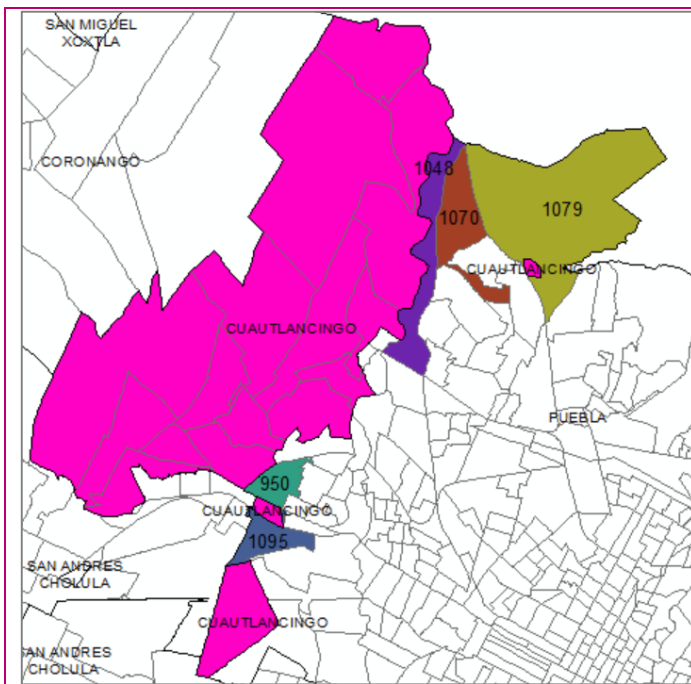 SAN MIGUEL
XOXTLA
CORONANGO
1048
1070
1079
CUAUTLANCINGO
CUAUTLANCINGO
PUEBLA
950
CUAUTLANCINGO
1095
SAN ANDRES
CHOLULA
CUAUTLANCINGO
SAN ANDRES
CHOLULA